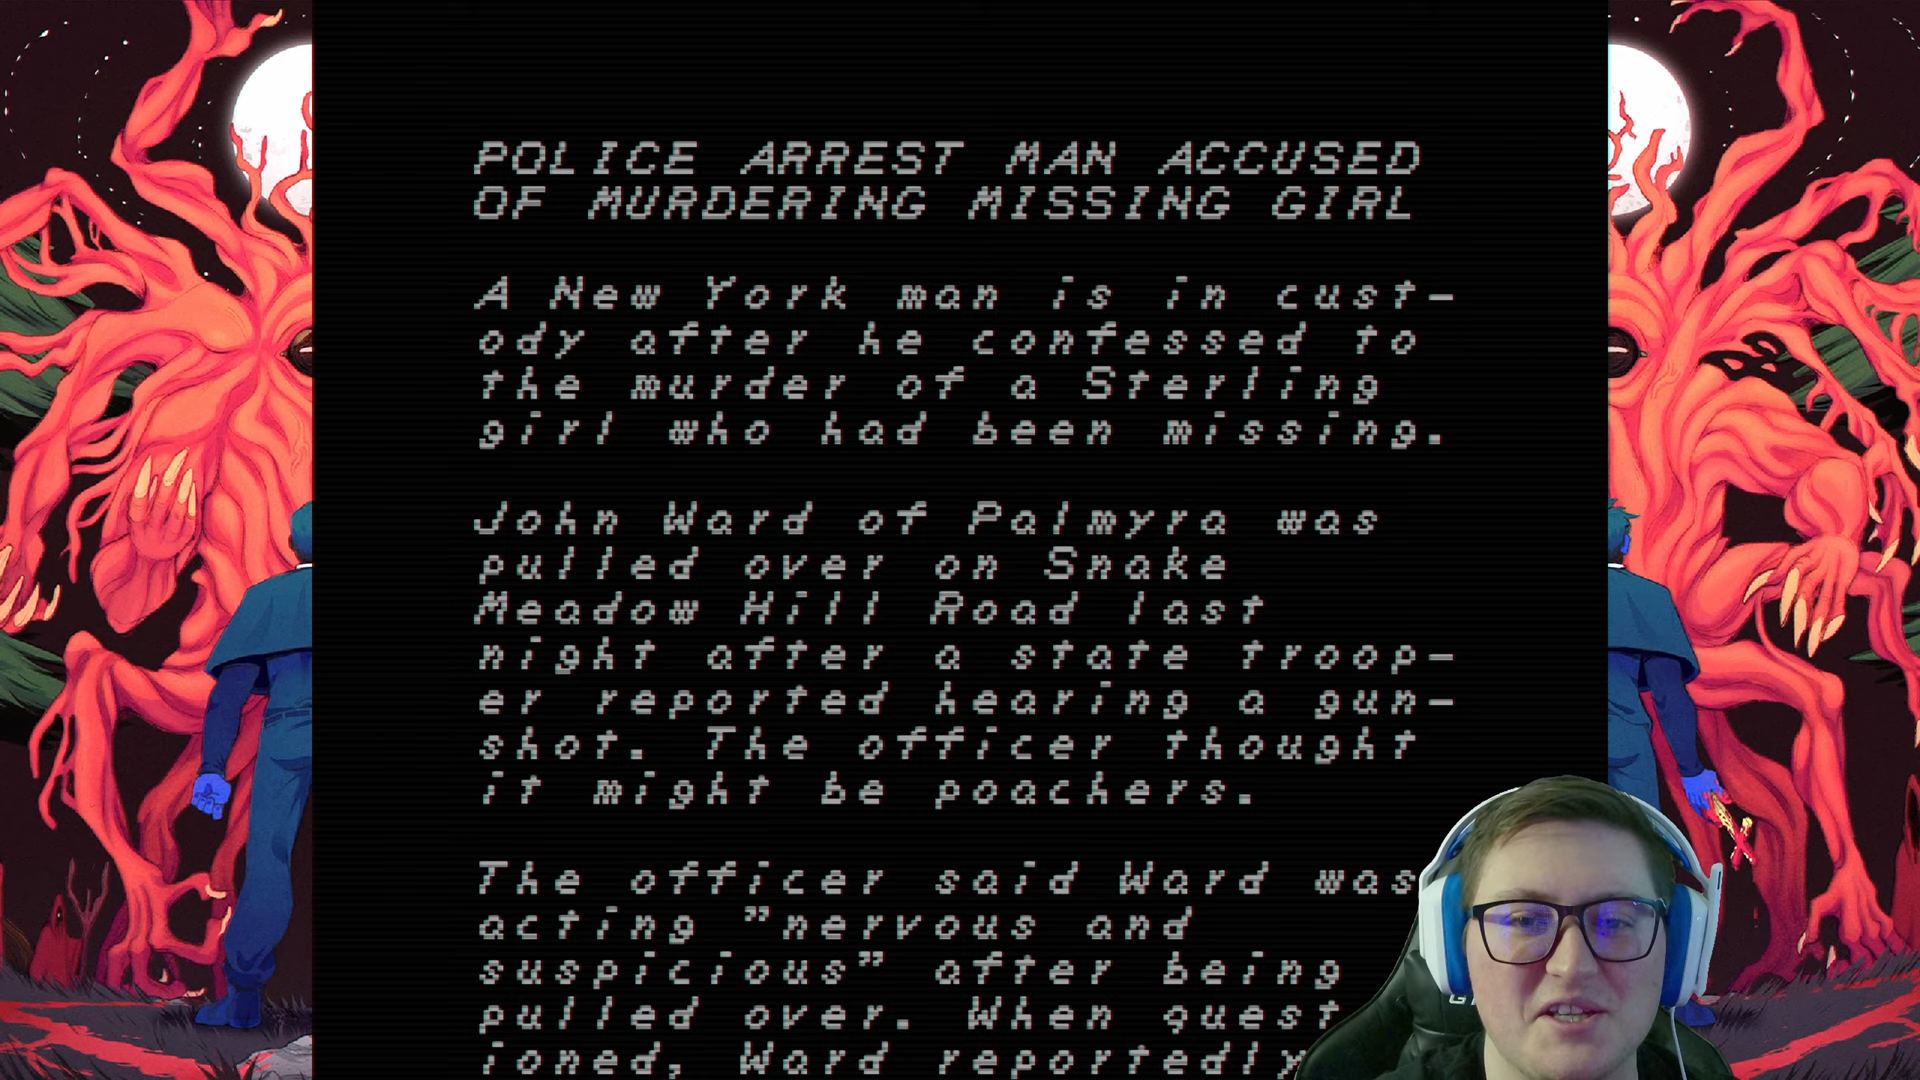 POLICE ARREST MAN ACCUSED
OF MURDERING MISSING GIRL
A New York man is in cust-
ody after he confessed to
the murder of a Sterling
girl who had been missing.
John Ward of Palmyra was
pulled over on Snake
Meadow Hill Road last
night after a state troop-
er reported hearing a gun-
shot. The officer thought
it might be poachers.
The officer said Ward was
acting "nervous and
suspicious" after being
pulled over. When quest
ioned, Ward reportedly